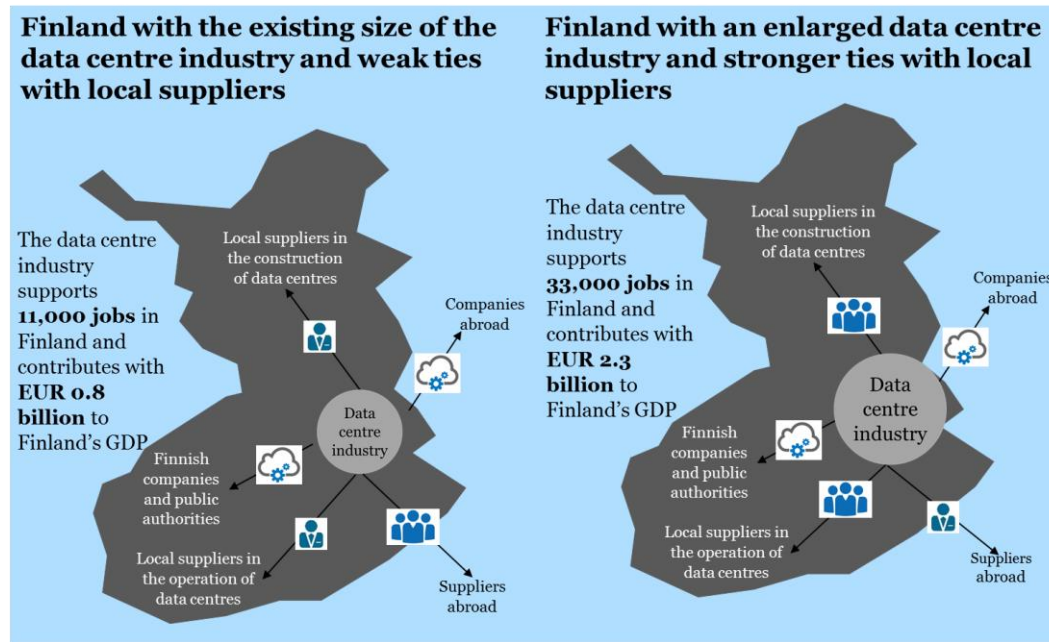 Finland with the existing size of the
data centre industry and weak ties
with local suppliers
The data centre
industry
supports
11,000 jobs in
Finland and
contributes with
EUR 0.8
billion to
Finland's GDP
Local suppliers in
the construction
of data centres
Companies
abroad
Data
centre
industry
Finnish
companies
and public
authorities
Local suppliers in
the operation of
data centres
Suppliers
abroad
Finland with an enlarged data centre
industry and stronger ties with local
suppliers
The data centre
industry
supports
33,000 jobs in
Finland and
contributes with
EUR 2.3
billion to
Finland's GDP
Local suppliers in
the construction
of data centres
Companies
abroad
Data
centre
industry
Finnish
companies
and public
authorities
Local suppliers in
the operation of
data centres
Suppliers
abroad